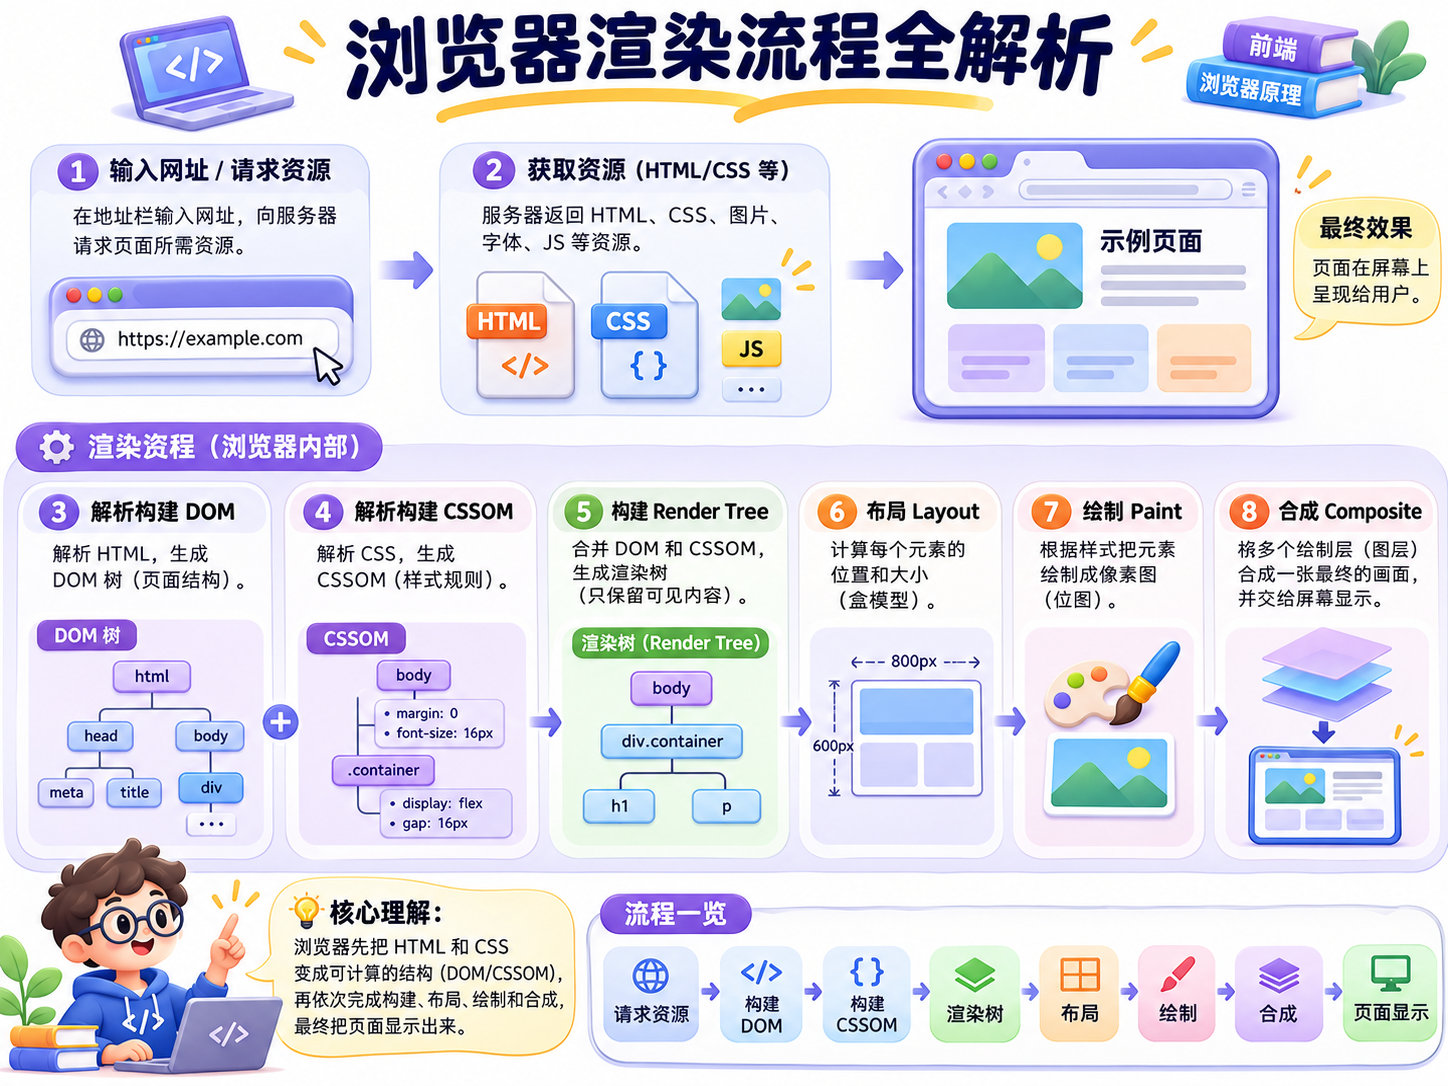 浏览器渲染流程全解析
</>
前端
浏览器原理
1 输入网址 / 请求资源
在地址栏输入网址，向服务器
请求页面所需资源。
https://example.com
2 获取资源（HTML/CSS 等）
服务器返回 HTML、CSS、图片、
字体、JS 等资源。
HTML
</>
CSS
{ }
JS
...
示例页面
最终效果
页面在屏幕上
呈现给用户。
渲染资程（浏览器内部）
3 解析构建 DOM
解析 HTML，生成
DOM 树（页面结构）。
DOM 树
html
head
body
meta
title
div
...
+
4 解析构建 CSSOM
解析 CSS，生成
CSSOM（样式规则）。
CSSOM
body
• margin: 0
• font-size: 16px
.container
• display: flex
• gap: 16px
5 构建 Render Tree
合并 DOM 和 CSSOM，
生成渲染树
（只保留可见内容）。
渲染树（Render Tree）
body
div.container
h1
p
6 布局 Layout
计算每个元素的
位置和大小
（盒模型）。
800px
600px
7 绘制 Paint
根据样式把元素
绘制成像素图
（位图）。
8 合成 Composite
多个绘制层（图层）
合成一张最终的画面，
并交给屏幕显示。
</>
</>
核心理解：
浏览器先把 HTML 和 CSS
变成可计算的结构（DOM/CSSOM），
再依次完成构建、布局、绘制和合成，
最终把页面显示出来。
流程一览
请求资源
</>
构建
DOM
{ }
构建
CSSOM
渲染树
布局
绘制
合成
页面显示